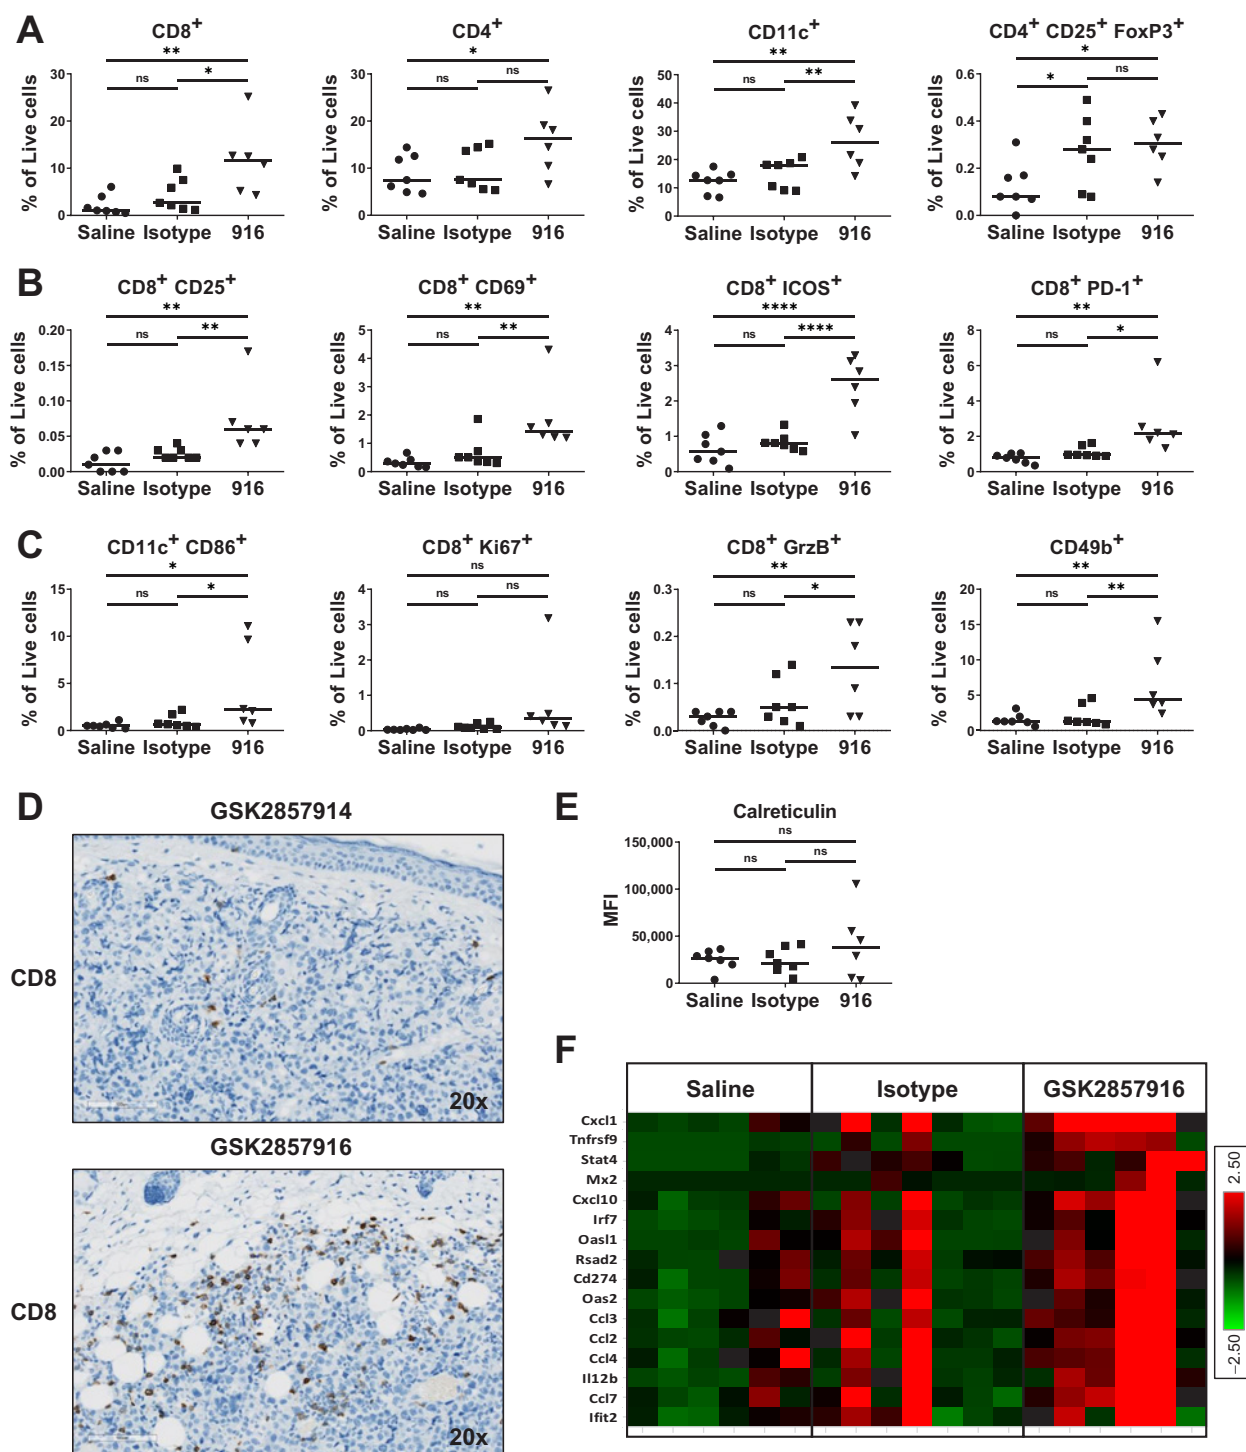 A
CD8+
**
ns
*
% of Live cells
30
20
10
0
Saline Isotype 916
CD4+
*
ns
ns
% of Live cells
30
20
10
0
Saline Isotype 916
CD11c+
**
ns
**
% of Live cells
50
40
30
20
10
0
Saline Isotype 916
CD4+ CD25+ FoxP3+
*
*
ns
% of Live cells
0.6
0.4
0.2
0.0
Saline Isotype 916
B
CD8+ CD25+
**
ns
**
% of Live cells
0.20
0.15
0.10
0.05
0.00
Saline Isotype 916
CD8+ CD69+
**
ns
**
% of Live cells
5
4
3
2
1
0
Saline Isotype 916
CD8+ ICOS+
****
ns
****
% of Live cells
4
3
2
1
0
Saline Isotype 916
CD8+ PD-1+
**
ns
*
% of Live cells
8
6
4
2
0
Saline Isotype 916
C
CD11c+ CD86+
*
ns
*
% of Live cells
15
10
5
0
Saline Isotype 916
CD8+ Ki67+
ns
ns
ns
% of Live cells
4
3
2
1
0
Saline Isotype 916
CD8+ GrzB+
**
ns
*
% of Live cells
0.3
0.2
0.1
0.0
Saline Isotype 916
CD49b+
**
ns
**
% of Live cells
20
15
10
5
0
Saline Isotype 916
D
GSK2857914
CD8
20x
GSK2857916
CD8
20x
E
Calreticulin
ns
ns
ns
MFI
150,000
100,000
50,000
0
Saline Isotype 916
F
Saline Isotype GSK2857916
Cxcl1
Tnfrsf9
Stat4
Mx2
Cxcl10
Irf7
Oasl1
Rsad2
Cd274
Oas2
Ccl3
Ccl2
Ccl4
Il12b
Ccl7
Ifit2
2.50
−2.50